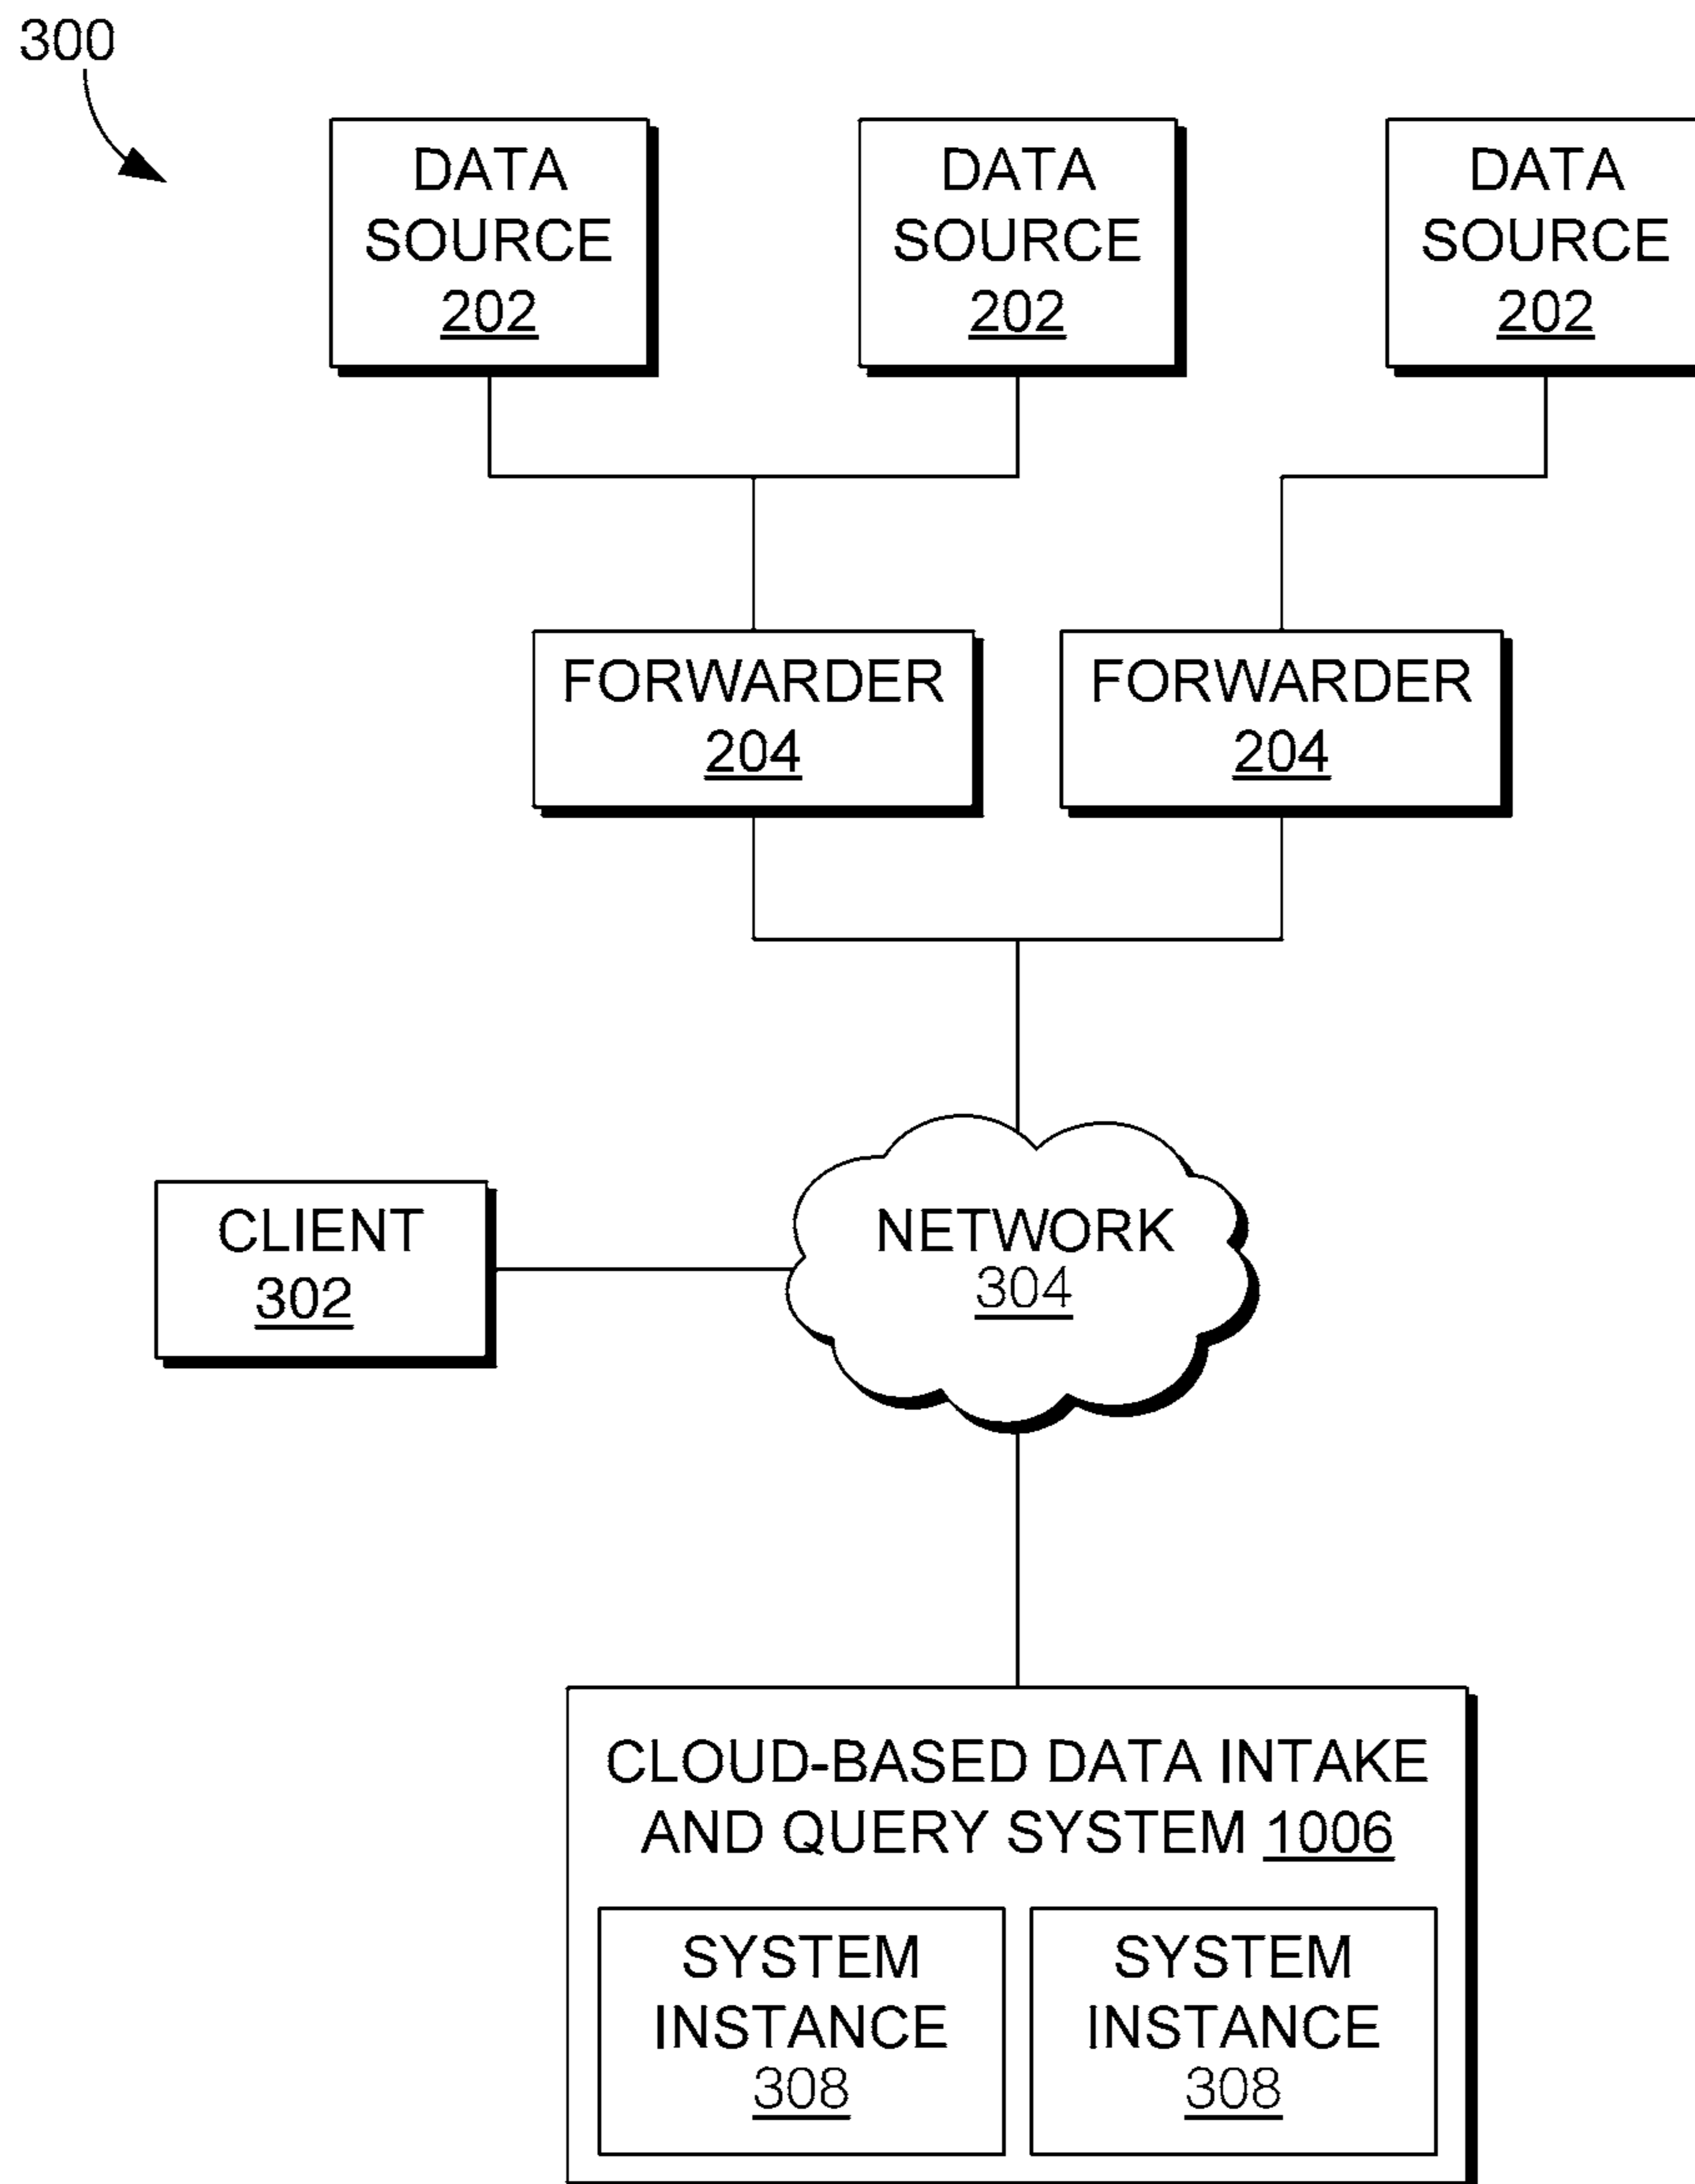 300
DATA
SOURCE
202
DATA
SOURCE
202
DATA
SOURCE
202
FORWARDER
204
FORWARDER
204
CLIENT
302
NETWORK
304
CLOUD-BASED DATA INTAKE
AND QUERY SYSTEM 1006
SYSTEM
INSTANCE
308
SYSTEM
INSTANCE
308